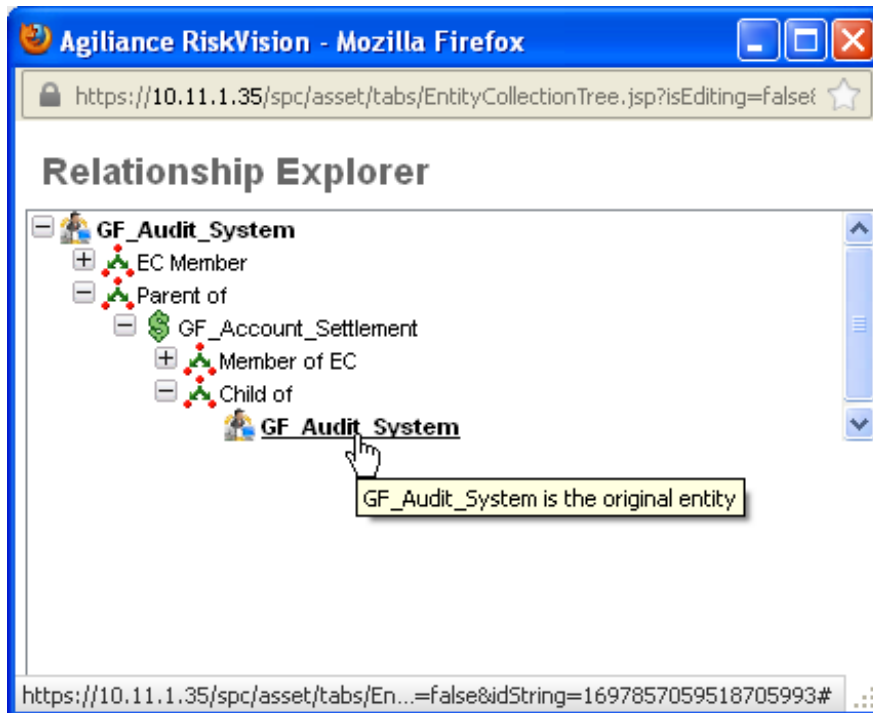 Agiliance RiskVision - Mozilla Firefox
https://10.11.1.35/spc/asset/tabs/EntityCollectionTree.jsp?isEditing=false&
Relationship Explorer
GF_Audit_System
EC Member
Parent of
GF_Account_Settlement
Member of EC
Child of
GF_Audit_System
GF_Audit_System is the original entity
https://10.11.1.35/spc/asset/tabs/En...=false&idString=1697857059518705993#